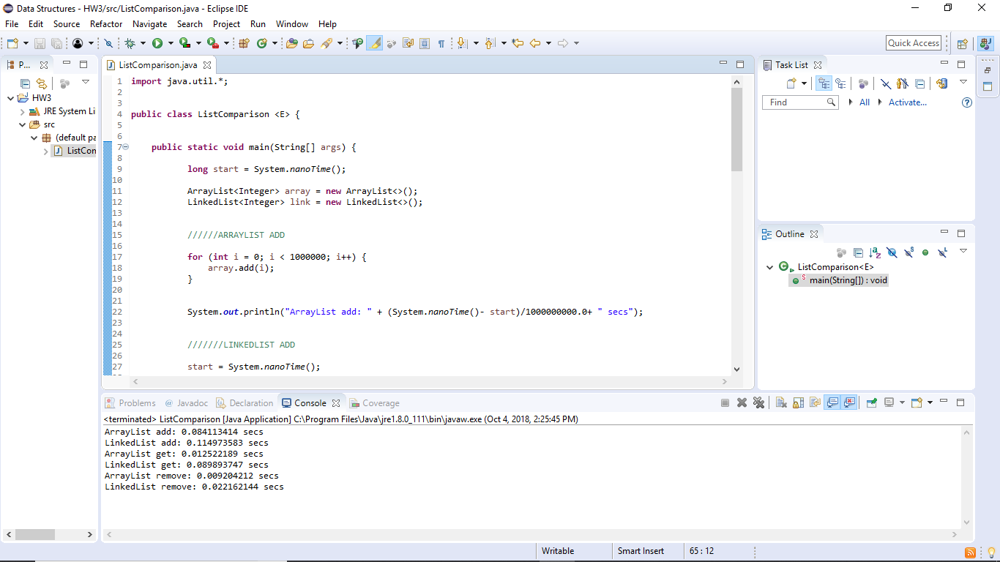 Data Structures - HW3/src/ListComparison.java - Eclipse IDE
File Edit Source Refactor Navigate Search Project Run Window Help
Quick Access
P...
HW3
JRE System Li
src
(default pa
ListCon
ListComparison.java
1 import java.util.*;
2
3
4 public class ListComparison <E> {
5
6
7 public static void main(String[] args) {
8
9 long start = System.nanoTime();
10
11 ArrayList<Integer> array = new ArrayList<>();
12 LinkedList<Integer> link = new LinkedList<>();
13
14
15 //////ARRAYLIST ADD
16
17 for (int i = 0; i < 1000000; i++) {
18 array.add(i);
19 }
20
21
22 System.out.println("ArrayList add: " + (System.nanoTime()- start)/1000000000.0+ " secs");
23
24
25 ///////LINKEDLIST ADD
26
27 start = System.nanoTime();
Task List
Find All Activate...
Outline
ListComparison<E>
main(String[]) : void
Problems @ Javadoc Declaration Console Coverage
<terminated> ListComparison [Java Application] C:\Program Files\Java\jre1.8.0_111\bin\javaw.exe (Oct 4, 2018, 2:25:45 PM)
ArrayList add: 0.084113414 secs
LinkedList add: 0.114973583 secs
ArrayList get: 0.012522189 secs
LinkedList get: 0.089893747 secs
ArrayList remove: 0.009204212 secs
LinkedList remove: 0.022162144 secs
Writable Smart Insert 65 : 12